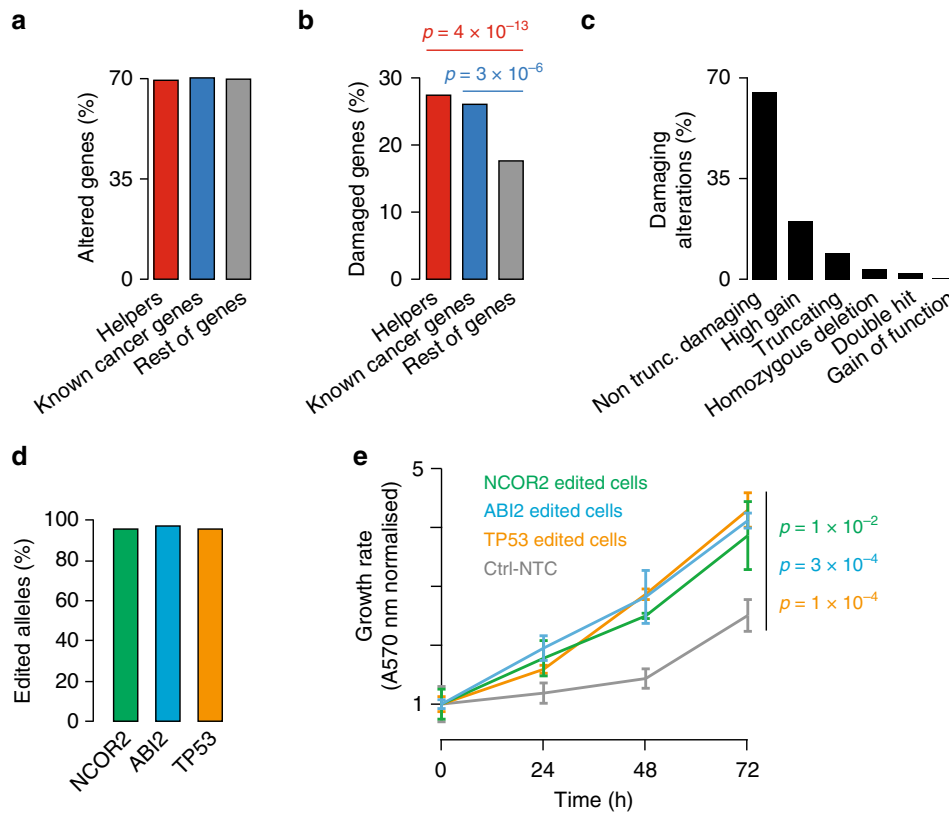 a
Altered genes (%)
70
35
0
Helpers
Known cancer genes
Rest of genes
b
p = 4 × 10⁻¹³
p = 3 × 10⁻⁶
Damaged genes (%)
30
20
10
0
Helpers
Known cancer genes
Rest of genes
c
Damaging
alterations (%)
70
35
0
Non trunc. damaging
High gain
Truncating
Homozygous deletion
Double hit
Gain of function
d
Edited alleles (%)
100
80
60
40
20
0
NCOR2
ABI2
TP53
e
Growth rate
(A570 nm normalised)
5
1
NCOR2 edited cells
ABI2 edited cells
TP53 edited cells
Ctrl-NTC
p = 1 × 10⁻²
p = 3 × 10⁻⁴
p = 1 × 10⁻⁴
0 24 48 72
Time (h)